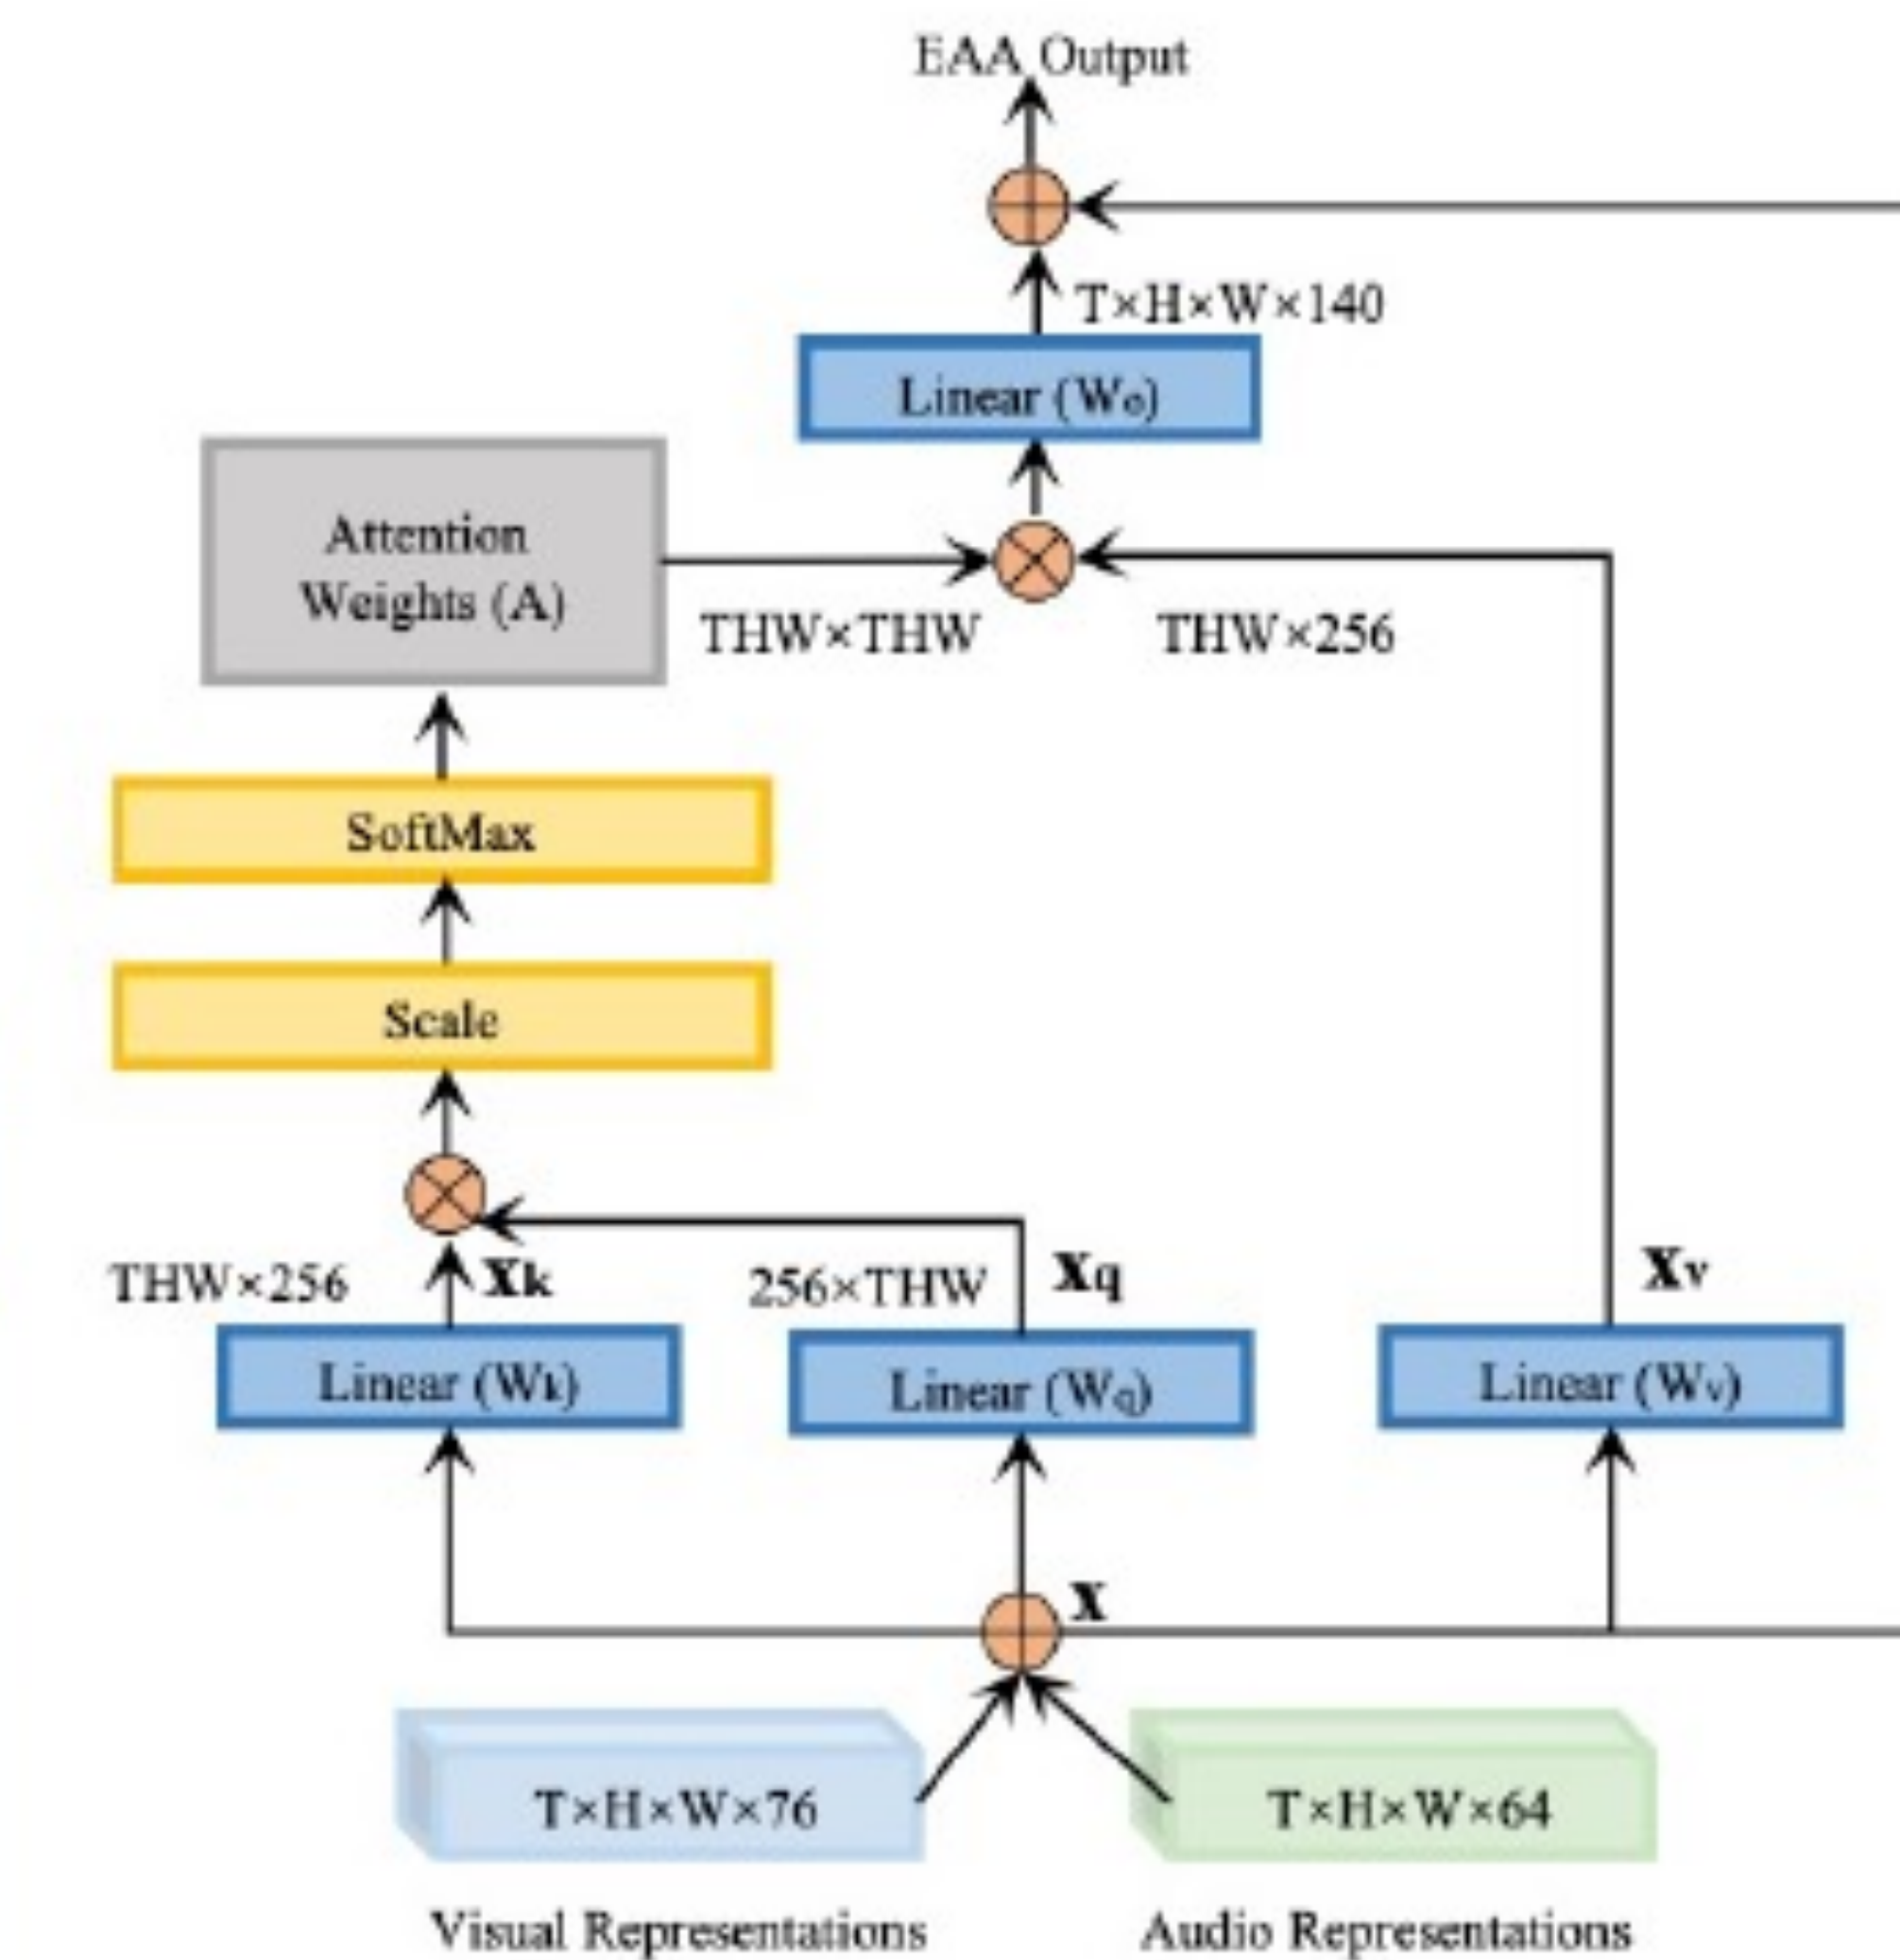 EAA Output
T×H×W×140
Linear (Wo)
Attention
Weights (A)
THW×THW
THW×256
SoftMax
Scale
THW×256
Xk
256×THW
Xq
Xv
Linear (Wk)
Linear (Wq)
Linear (Wv)
X
T×H×W×76
T×H×W×64
Visual Representations
Audio Representations